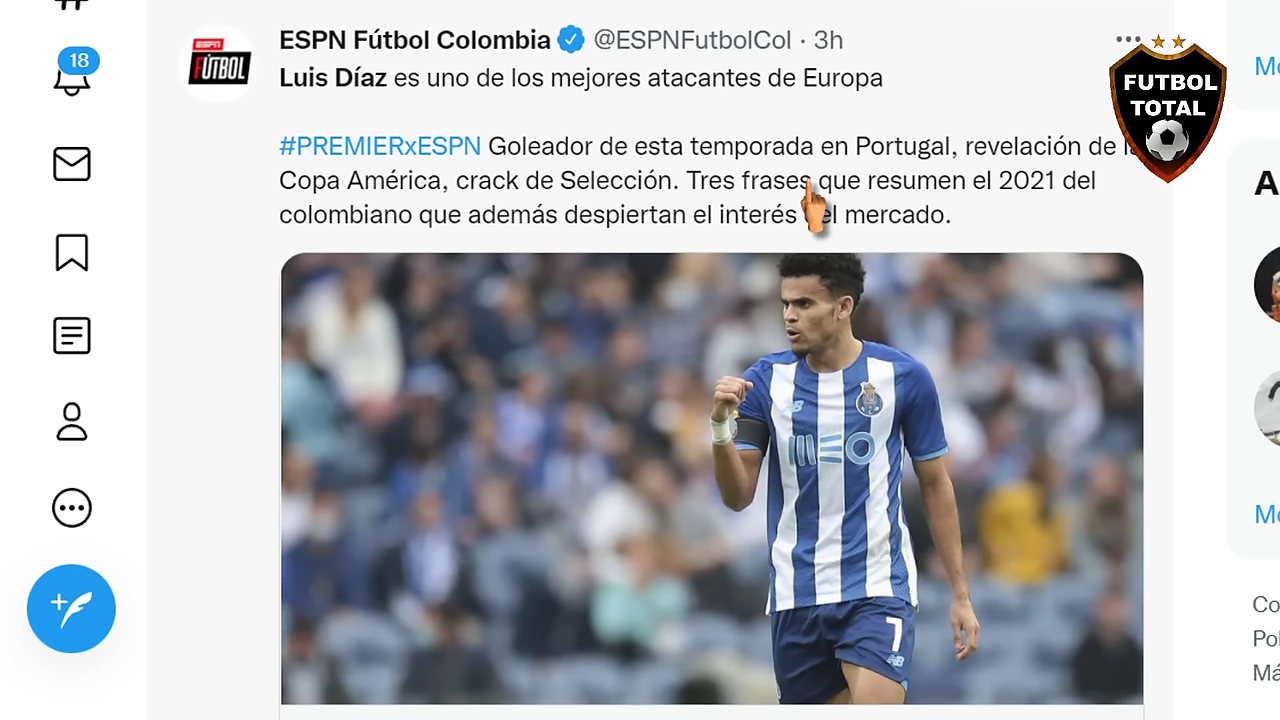 18
ESPN Fútbol Colombia @ESPNFutbolCol · 3h
ESPN
FÚTBOL
Luis Díaz es uno de los mejores atacantes de Europa
#PREMIERxESPN Goleador de esta temporada en Portugal, revelación de
Copa América, crack de Selección. Tres frases que resumen el 2021 del
colombiano que además despiertan el interés mercado.
FUTBOL
TOTAL
MEO
7